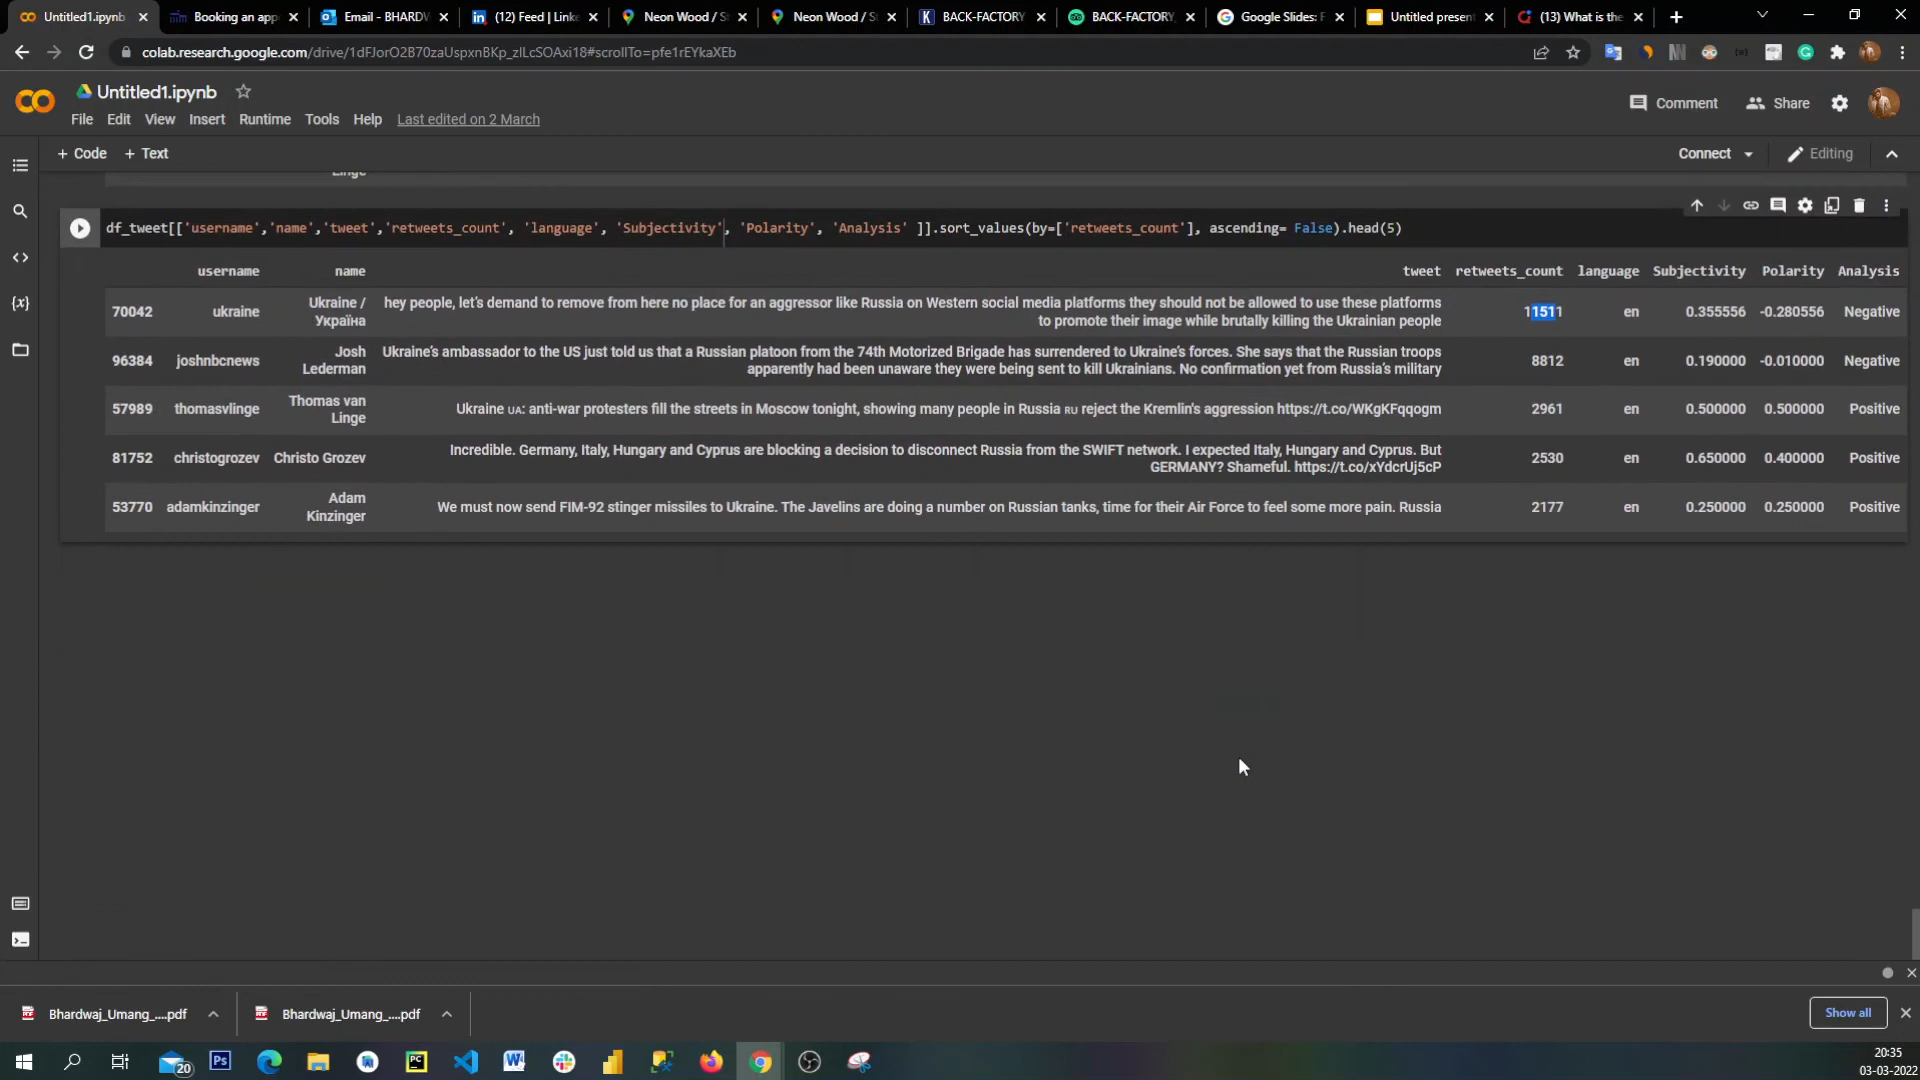 Untitled1.ipynb
Booking an app
Email - BHARDW
(12) Feed | Linke
Neon Wood / St
Neon Wood / St
BACK-FACTORY
BACK-FACTORY,
Google Slides: F
Untitled present
(13) What is the
colab.research.google.com/drive/1dFJorO2B70zaUspxnBKp_zlLcSOAxi18#scrollTo=pfe1rEYkaXEb
Untitled1.ipynb
Comment
Share
File Edit View Insert Runtime Tools Help Last edited on 2 March
+ Code + Text
Connect
Editing
Linge
df_tweet[['username','name','tweet','retweets_count', 'language', 'Subjectivity', 'Polarity', 'Analysis' ]].sort_values(by=['retweets_count'], ascending= False).head(5)
username name tweet retweets_count language Subjectivity Polarity Analysis
70042 ukraine Ukraine / Україна hey people, let's demand to remove from here no place for an aggressor like Russia on Western social media platforms they should not be allowed to use these platforms
to promote their image while brutally killing the Ukrainian people 11511 en 0.355556 -0.280556 Negative
96384 joshnbcnews Josh Lederman Ukraine's ambassador to the US just told us that a Russian platoon from the 74th Motorized Brigade has surrendered to Ukraine's forces. She says that the Russian troops
apparently had been unaware they were being sent to kill Ukrainians. No confirmation yet from Russia's military 8812 en 0.190000 -0.010000 Negative
57989 thomasvlinge Thomas van Linge Ukraine UA: anti-war protesters fill the streets in Moscow tonight, showing many people in Russia RU reject the Kremlin's aggression https://t.co/WKgKFqqogm 2961 en 0.500000 0.500000 Positive
81752 christogrozev Christo Grozev Incredible. Germany, Italy, Hungary and Cyprus are blocking a decision to disconnect Russia from the SWIFT network. I expected Italy, Hungary and Cyprus. But
GERMANY? Shameful. https://t.co/xYdcrUj5cP 2530 en 0.650000 0.400000 Positive
53770 adamkinzinger Adam Kinzinger We must now send FIM-92 stinger missiles to Ukraine. The Javelins are doing a number on Russian tanks, time for their Air Force to feel some more pain. Russia 2177 en 0.250000 0.250000 Positive
Bhardwaj_Umang_....pdf
Bhardwaj_Umang_....pdf
Show all
20
20:35
03-03-2022